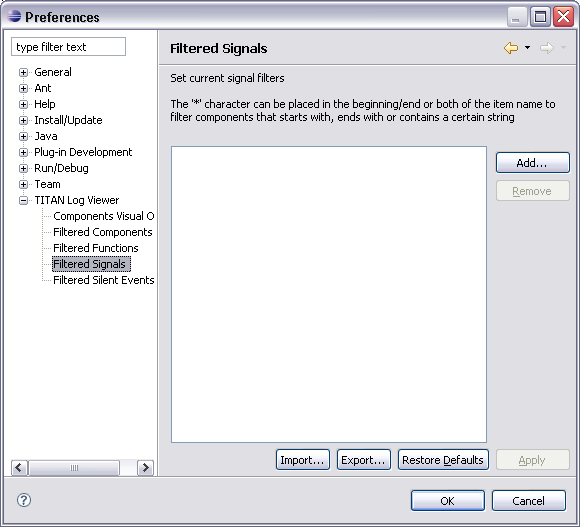 Preferences
type filter text
Filtered Signals
General
Ant
Help
Install/Update
Java
Plug-in Development
Run/Debug
Team
TITAN Log Viewer
Components Visual O
Filtered Components
Filtered Functions
Filtered Signals
Filtered Silent Events
Set current signal filters
The '*' character can be placed in the beginning/end or both of the item name to
filter components that starts with, ends with or contains a certain string
Add...
Remove
Import...
Export...
Restore Defaults
Apply
?
OK
Cancel